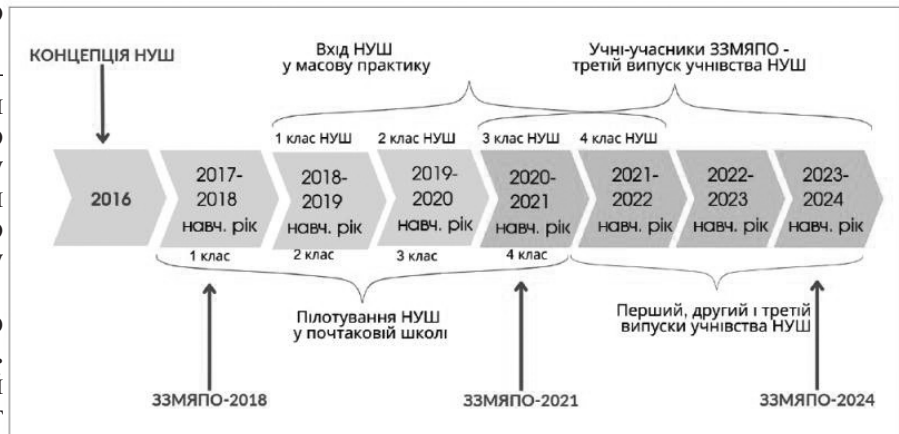 КОНЦЕПЦІЯ НУШ
Вхід НУШ
у масову практику
Учні-учасники ЗЗМЯПО -
третій випуск учнівства НУШ
1 клас НУШ
2 клас НУШ
3 клас НУШ
4 клас НУШ
2016
2017-
2018
навч. рік
2018-
2019
навч. рік
2019-
2020
навч. рік
2020-
2021
навч. рік
2021-
2022
навч. рік
2022-
2023
навч. рік
2023-
2024
навч. рік
1 клас
2 клас
3 клас
4 клас
Пілотування НУШ
у почтаковій школі
Перший, другий і третій
випуски учнівства НУШ
ЗЗМЯПО-2018
ЗЗМЯПО-2021
ЗЗМЯПО-2024